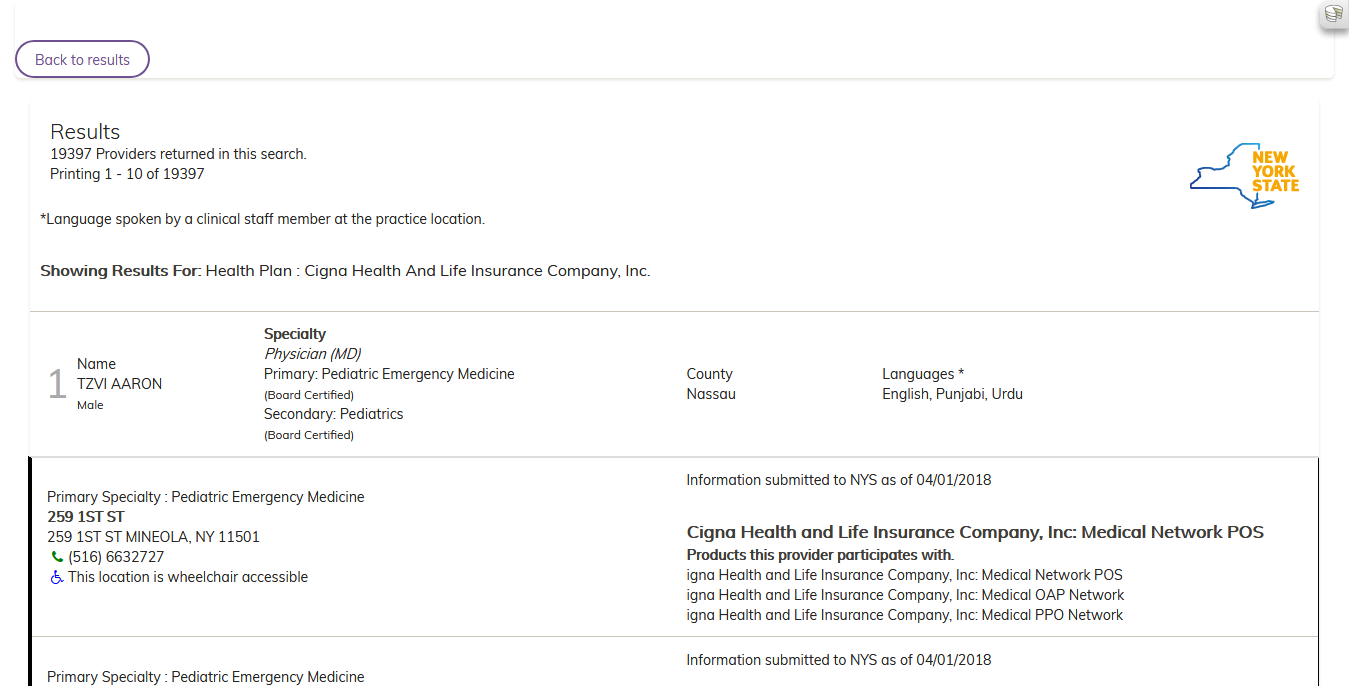 Back to results
Results
19397 Providers returned in this search.
Printing 1 - 10 of 19397
NEW
YORK
STATE
*Language spoken by a clinical staff member at the practice location.
Showing Results For: Health Plan : Cigna Health And Life Insurance Company, Inc.
1
Name
TZVI AARON
Male
Specialty
Physician (MD)
Primary: Pediatric Emergency Medicine
(Board Certified)
Secondary: Pediatrics
(Board Certified)
County
Nassau
Languages *
English, Punjabi, Urdu
Primary Specialty : Pediatric Emergency Medicine
259 1ST ST
259 1ST ST MINEOLA, NY 11501
(516) 6632727
This location is wheelchair accessible
Information submitted to NYS as of 04/01/2018
Cigna Health and Life Insurance Company, Inc: Medical Network POS
Products this provider participates with.
igna Health and Life Insurance Company, Inc: Medical Network POS
igna Health and Life Insurance Company, Inc: Medical OAP Network
igna Health and Life Insurance Company, Inc: Medical PPO Network
Primary Specialty : Pediatric Emergency Medicine
Information submitted to NYS as of 04/01/2018